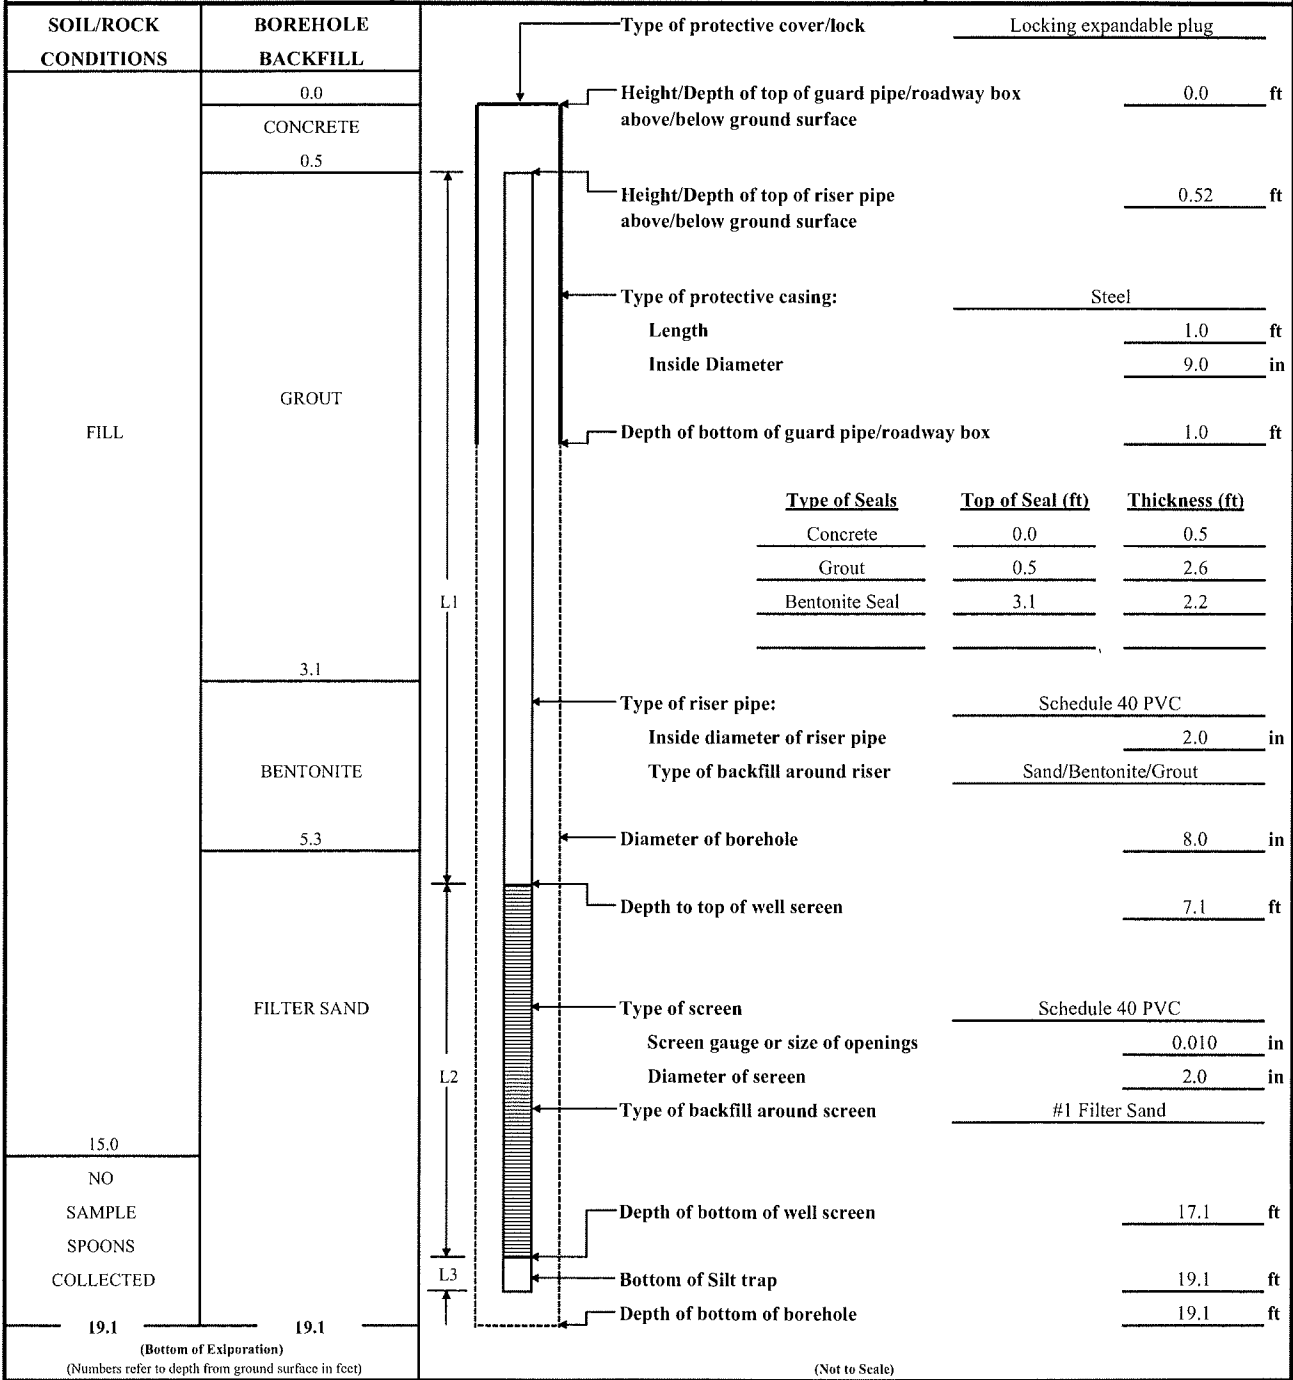 SOIL/ROCK
CONDITIONS
BOREHOLE
BACKFILL
Type of protective cover/lock Locking expandable plug
0.0
Height/Depth of top of guard pipe/roadway box 0.0 ft
above/below ground surface
CONCRETE
0.5
Height/Depth of top of riser pipe 0.52 ft
above/below ground surface
Type of protective casing: Steel
Length 1.0 ft
Inside Diameter 9.0 in
GROUT
FILL
Depth of bottom of guard pipe/roadway box 1.0 ft
Type of Seals Top of Seal (ft) Thickness (ft)
Concrete 0.0 0.5
Grout 0.5 2.6
Bentonite Seal 3.1 2.2
L1
3.1
Type of riser pipe: Schedule 40 PVC
Inside diameter of riser pipe 2.0 in
BENTONITE
Type of backfill around riser Sand/Bentonite/Grout
5.3
Diameter of borehole 8.0 in
Depth to top of well screen 7.1 ft
FILTER SAND
Type of screen Schedule 40 PVC
Screen gauge or size of openings 0.010 in
L2
Diameter of screen 2.0 in
Type of backfill around screen #1 Filter Sand
15.0
NO
SAMPLE
SPOONS
COLLECTED
Depth of bottom of well screen 17.1 ft
L3
Bottom of Silt trap 19.1 ft
Depth of bottom of borehole 19.1 ft
19.1 19.1
(Bottom of Exlporation)
(Numbers refer to depth from ground surface in feet)
(Not to Scale)